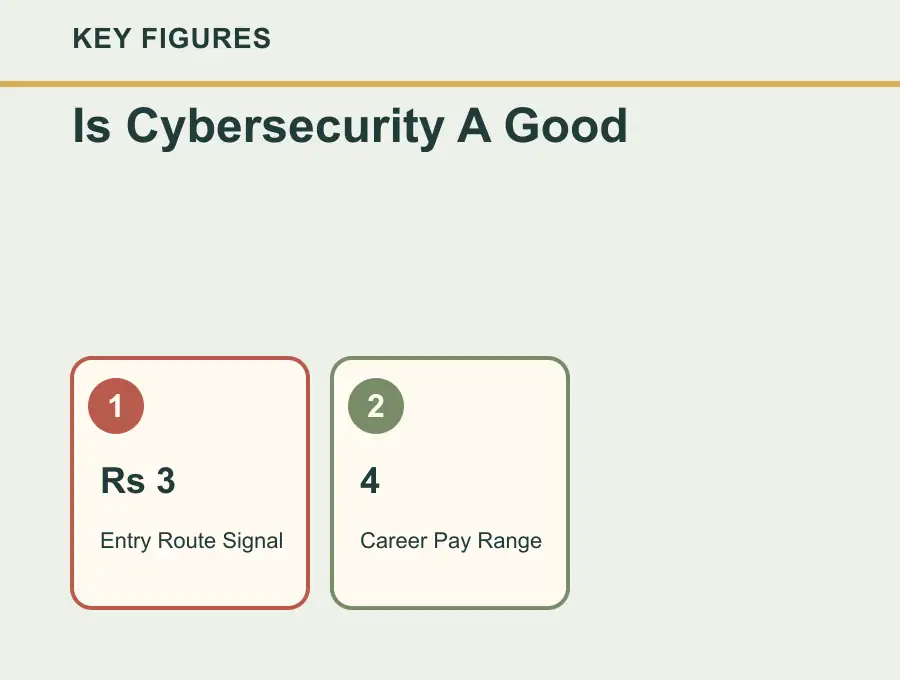 KEY FIGURES
Is Cybersecurity A Good
1
Rs 3
Entry Route Signal
2
4
Career Pay Range